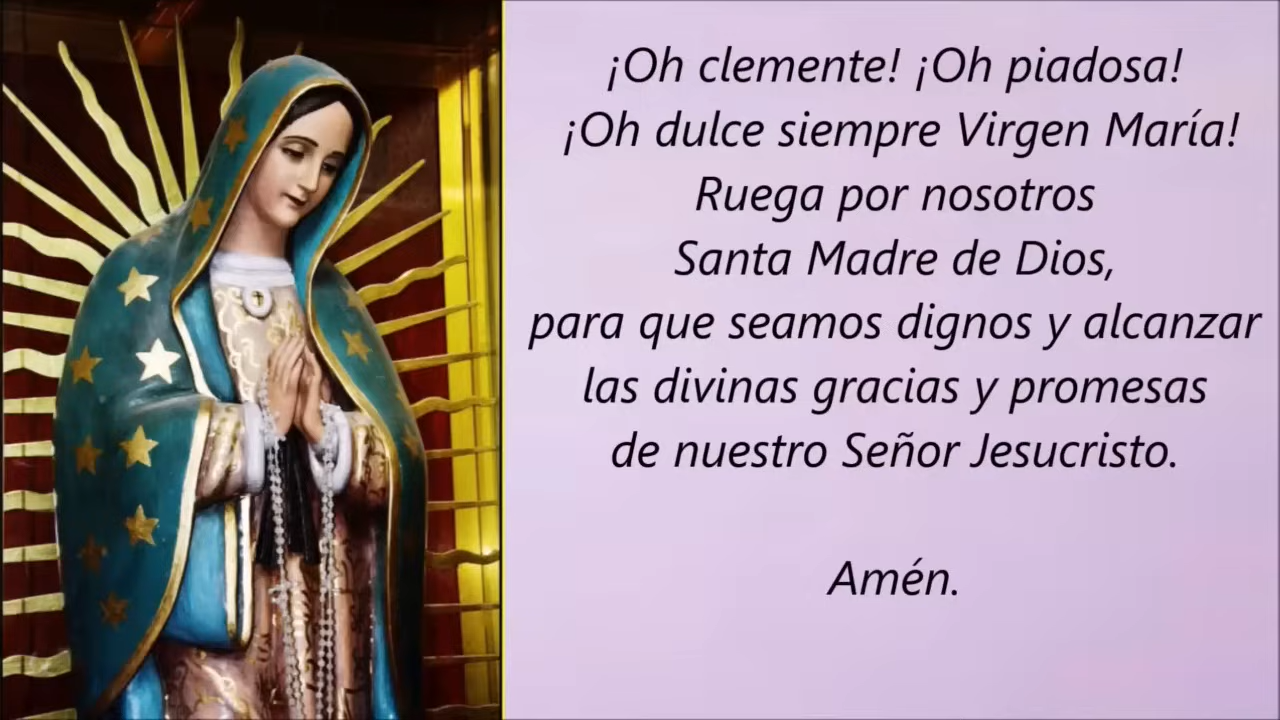 ¡Oh clemente! ¡Oh piadosa!
¡Oh dulce siempre Virgen María!
Ruega por nosotros
Santa Madre de Dios,
para que seamos dignos y alcanzar
las divinas gracias y promesas
de nuestro Señor Jesucristo.
Amén.